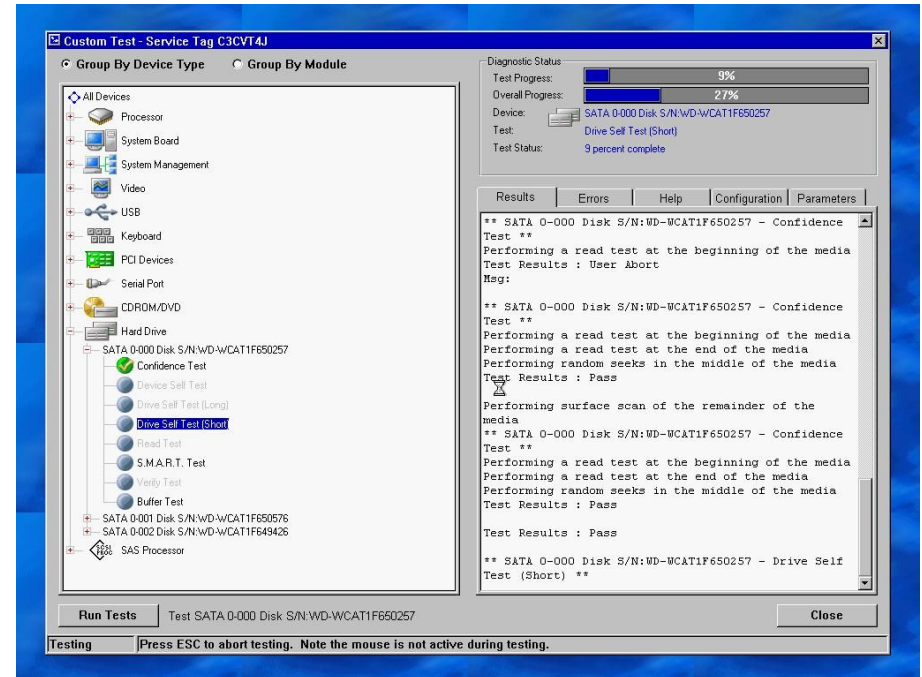 Custom Test - Service Tag C3CVT4J
Group By Device Type
Group By Module
All Devices
Processor
System Board
System Management
Video
USB
Keyboard
PCI Devices
Serial Port
CDROM/DVD
Hard Drive
SATA 0-000 Disk S/N:WD-WCAT1F650257
Confidence Test
Device Self Test
Drive Self Test (Long)
Drive Self Test (Short)
Read Test
S.M.A.R.T. Test
Verify Test
Buffer Test
SATA 0-001 Disk S/N:WD-WCAT1F650576
SATA 0-002 Disk S/N:WD-WCAT1F649426
SCSI
PROC
SAS Processor
Diagnostic Status
Test Progress: 9%
Overall Progress: 27%
Device: SATA 0-000 Disk S/N:WD-WCAT1F650257
Test: Drive Self Test (Short)
Test Status: 9 percent complete
Results
Errors
Help
Configuration
Parameters
** SATA 0-000 Disk S/N:WD-WCAT1F650257 - Confidence
Test **
Performing a read test at the beginning of the media
Test Results : User Abort
Msg:
** SATA 0-000 Disk S/N:WD-WCAT1F650257 - Confidence
Test **
Performing a read test at the beginning of the media
Performing a read test at the end of the media
Performing random seeks in the middle of the media
Test Results : Pass
Performing surface scan of the remainder of the
media
** SATA 0-000 Disk S/N:WD-WCAT1F650257 - Confidence
Test **
Performing a read test at the beginning of the media
Performing a read test at the end of the media
Performing random seeks in the middle of the media
Test Results : Pass
Test Results : Pass
** SATA 0-000 Disk S/N:WD-WCAT1F650257 - Drive Self
Test (Short) **
Run Tests
Test SATA 0-000 Disk S/N:WD-WCAT1F650257
Close
Testing
Press ESC to abort testing. Note the mouse is not active during testing.